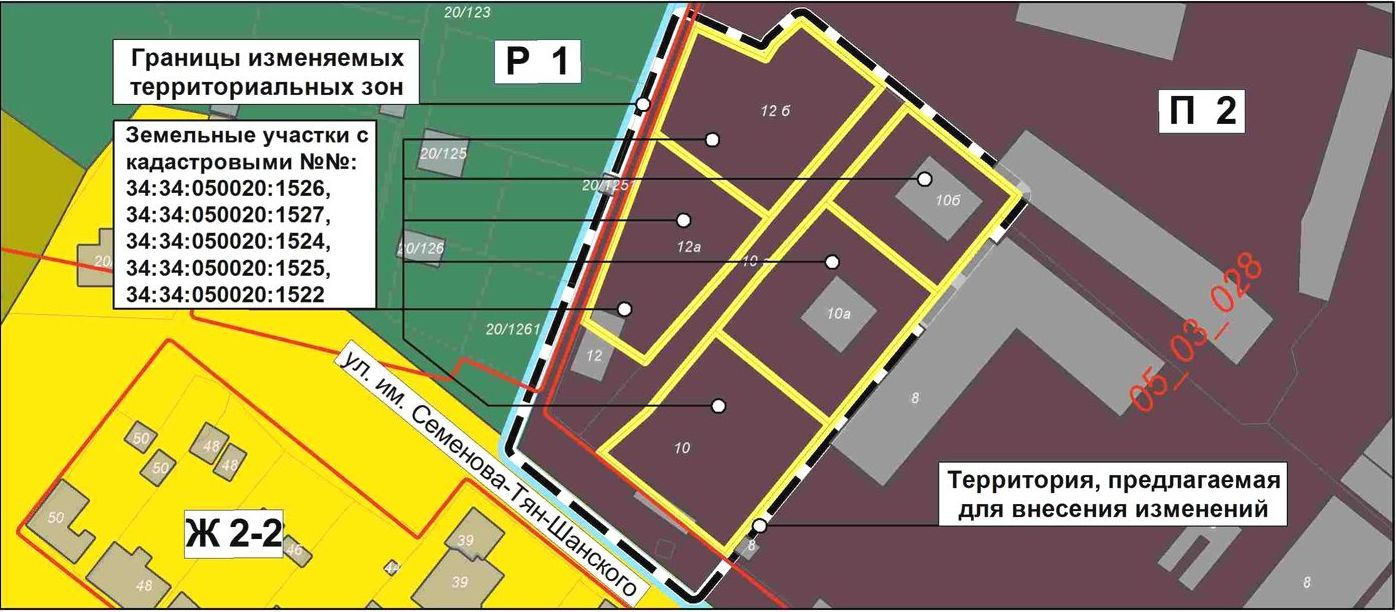 20/123
Границы изменяемых
территориальных зон
Р 1
П 2
12 б
Земельные участки с
кадастровыми №№:
34:34:050020:1526,
34:34:050020:1527,
34:34:050020:1524,
34:34:050020:1525,
34:34:050020:1522
20/125
20/1251
10б
20/126
12а
10
10а
20/1261
12
05_03_028
ул. им. Семенова-Тян-Шанского
8
10
50
48
50
48
Территория, предлагаемая
для внесения изменений
50
Ж 2-2
46
39
8
44
48
39
8